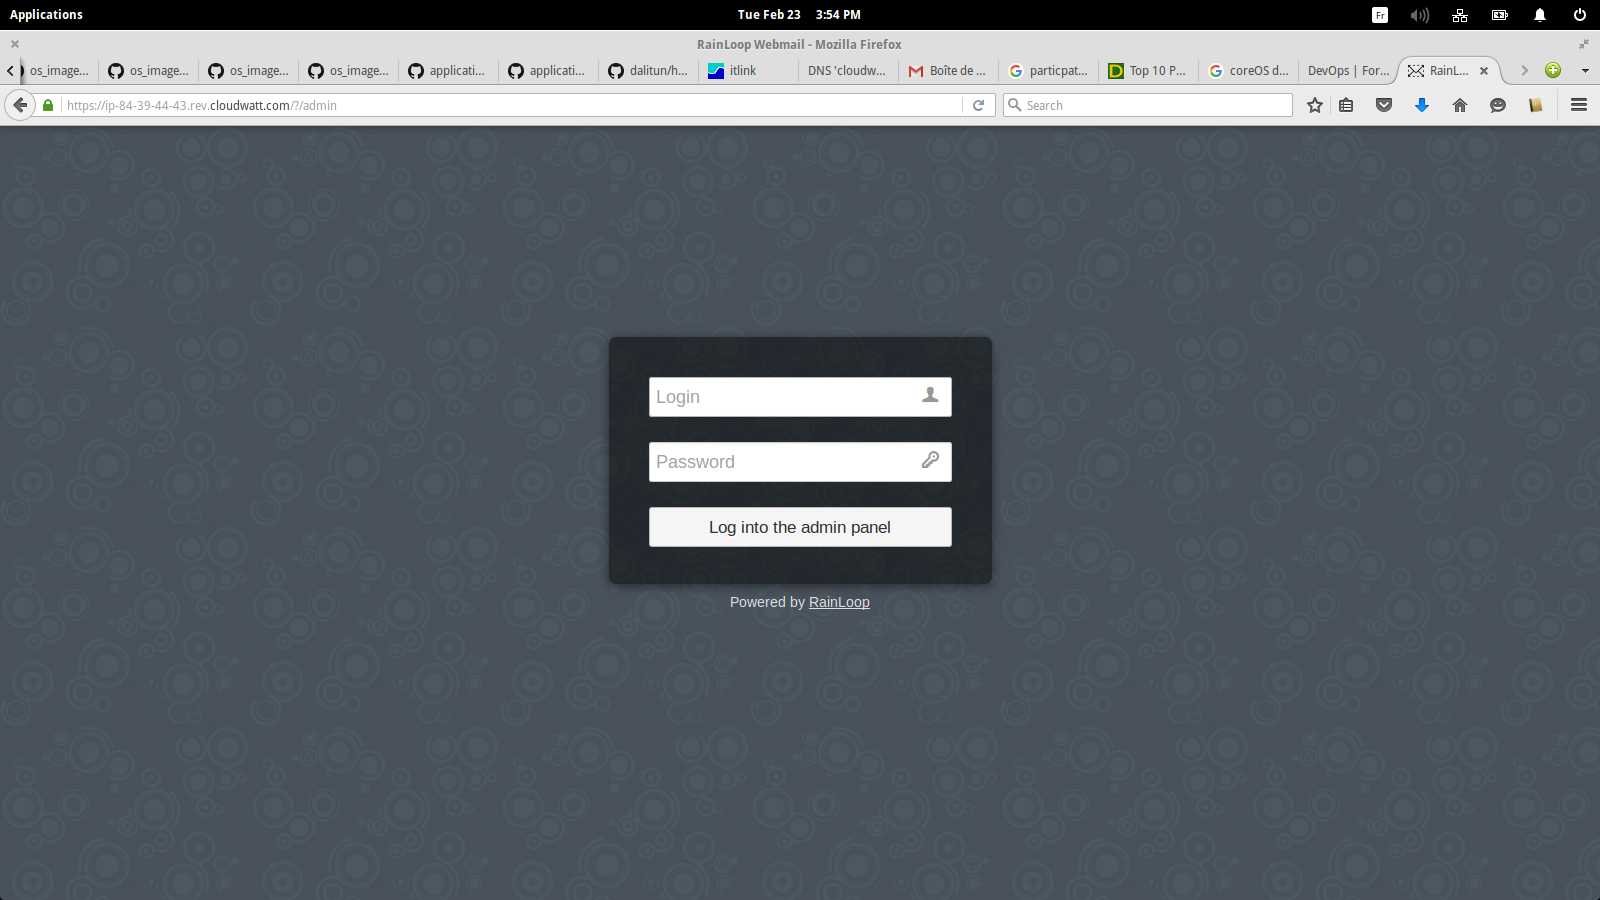 Applications
Tue Feb 23 3:54 PM
Fr
RainLoop Webmail - Mozilla Firefox
os_image...
os_image...
os_image...
os_image...
applicati...
applicati...
dalitun/h...
itlink
DNS 'cloudw...
Boîte de ...
particpat...
Top 10 P...
coreOS d...
DevOps | For...
RainL...
https://ip-84-39-44-43.rev.cloudwatt.com/?/admin
Search
Login
Password
Log into the admin panel
Powered by RainLoop